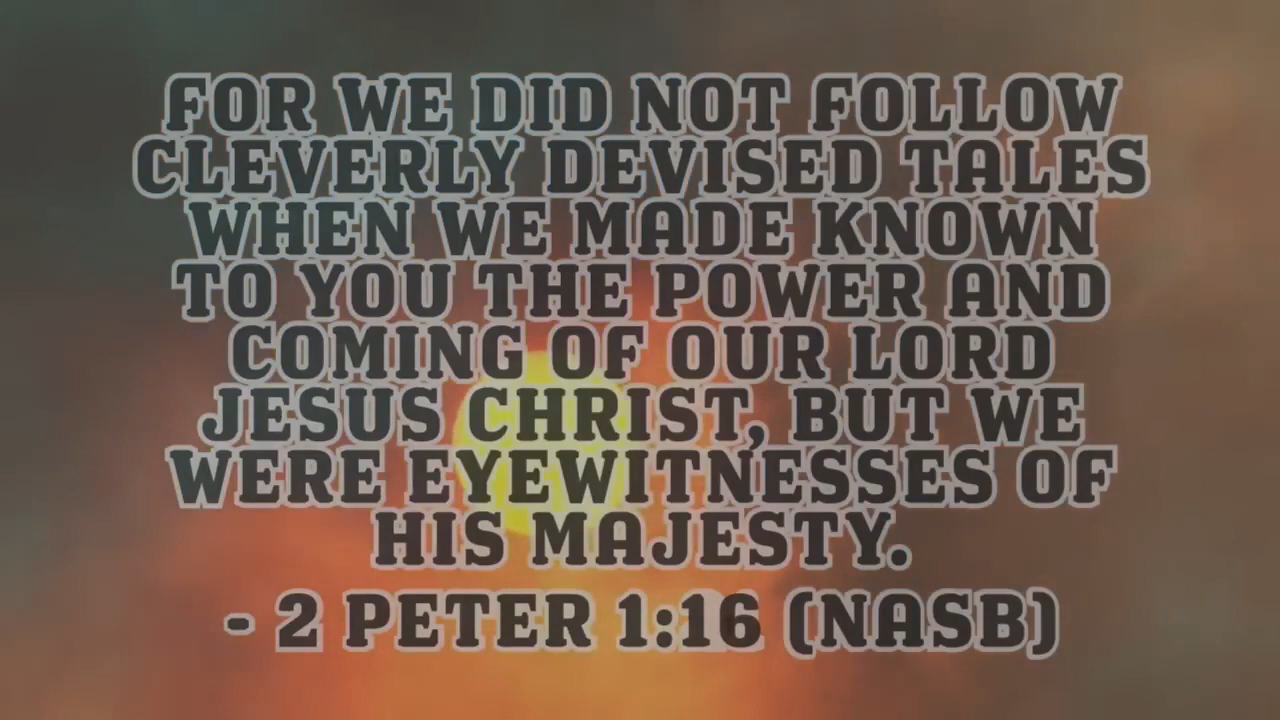 FOR WE DID NOT FOLLOW
CLEVERLY DEVISED TALES
WHEN WE MADE KNOWN
TO YOU THE POWER AND
COMING OF OUR LORD
JESUS CHRIST, BUT WE
WERE EYEWITNESSES OF
HIS MAJESTY.
- 2 PETER 1:16 (NASB)